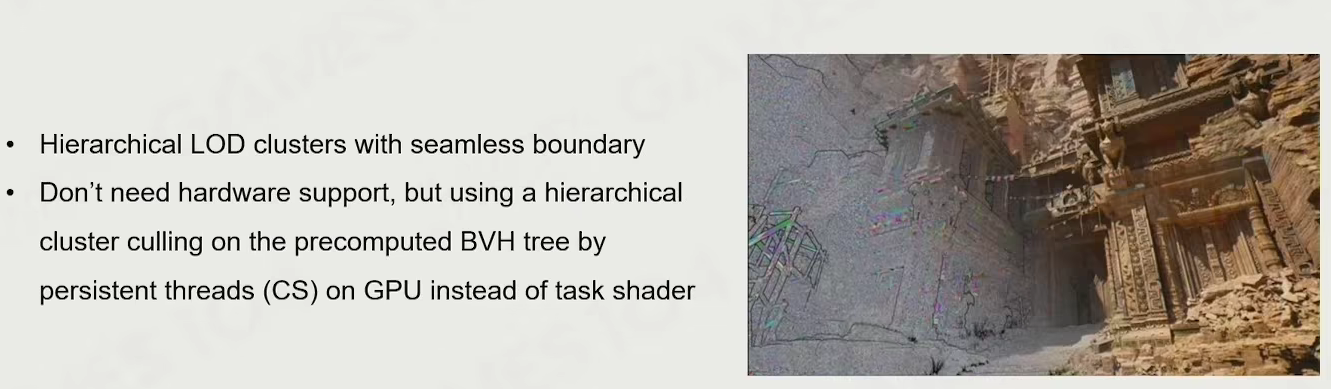 • Hierarchical LOD clusters with seamless boundary
• Don’t need hardware support, but using a hierarchical
cluster culling on the precomputed BVH tree by
persistent threads (CS) on GPU instead of task shader